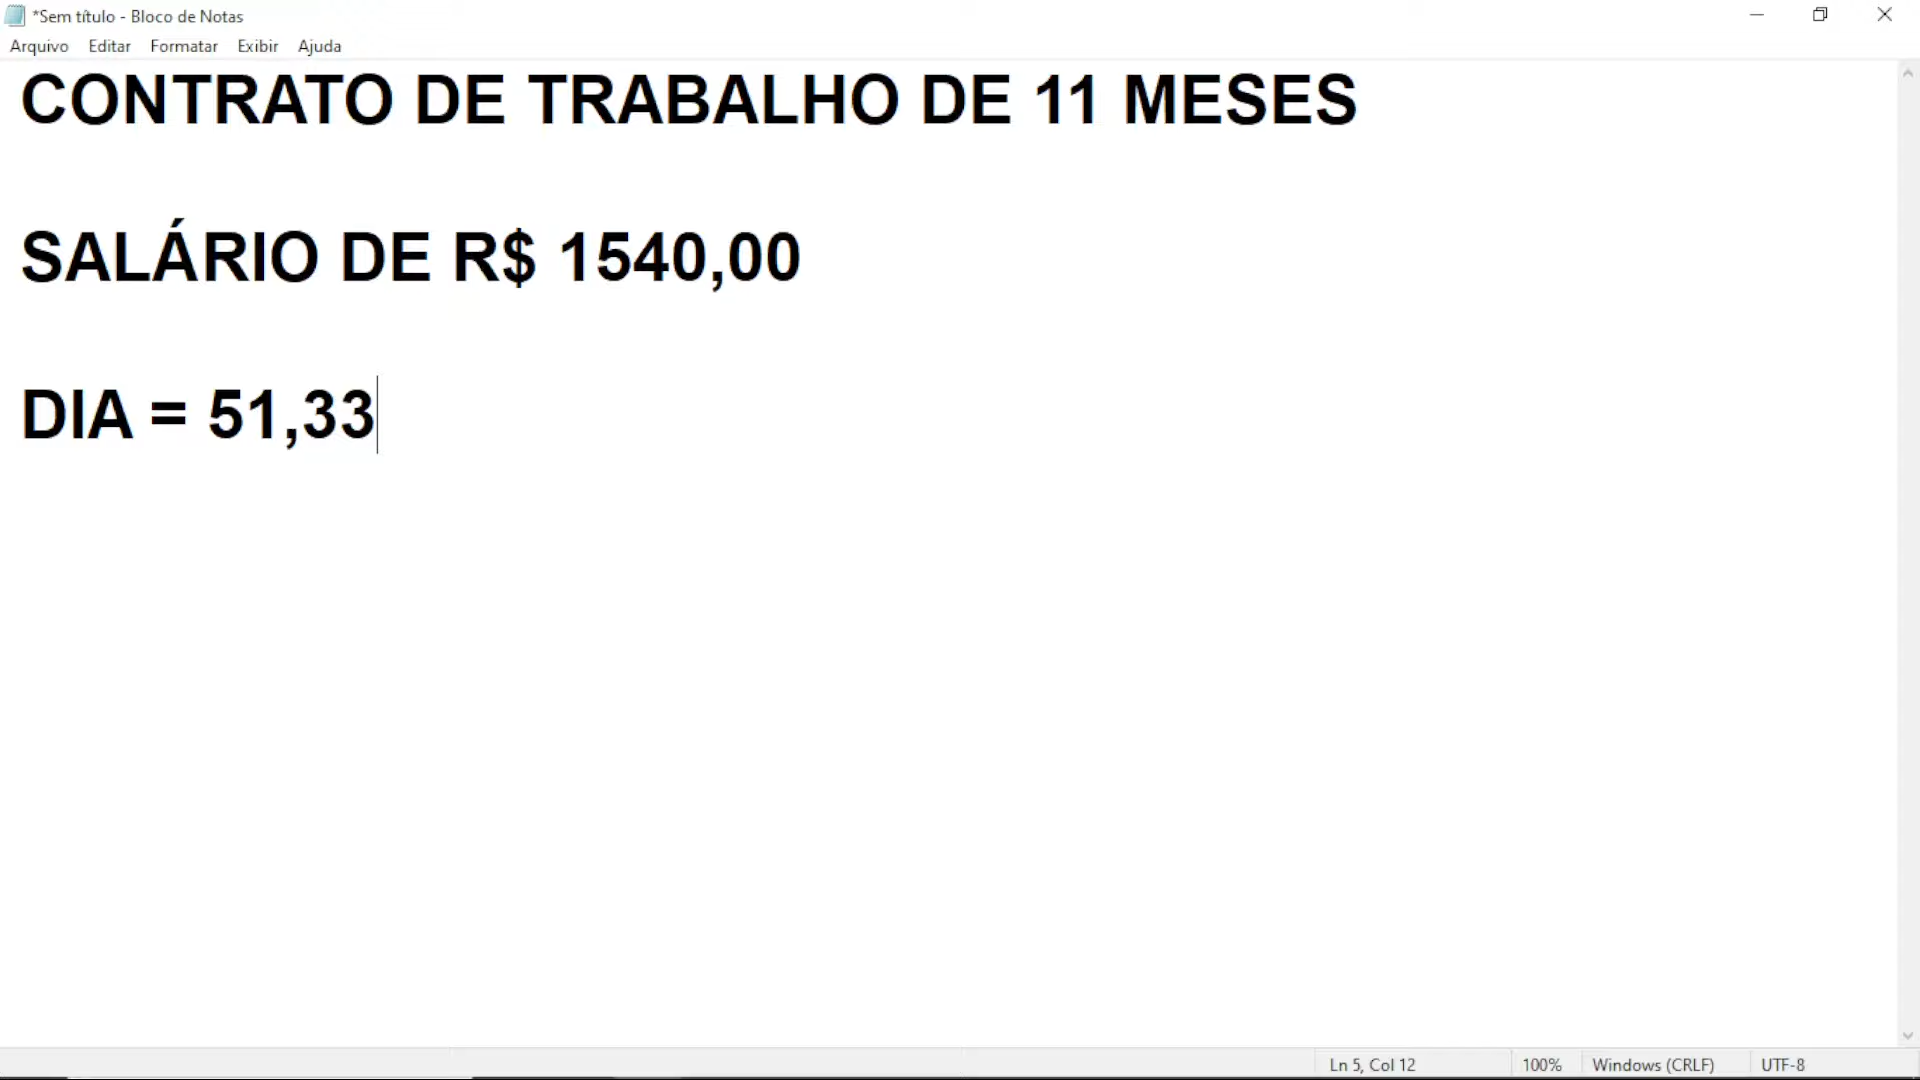 *Sem título - Bloco de Notas
Arquivo Editar Formatar Exibir Ajuda
CONTRATO DE TRABALHO DE 11 MESES
SALÁRIO DE R$ 1540,00
DIA = 51,33
Ln 5, Col 12 100% Windows (CRLF) UTF-8